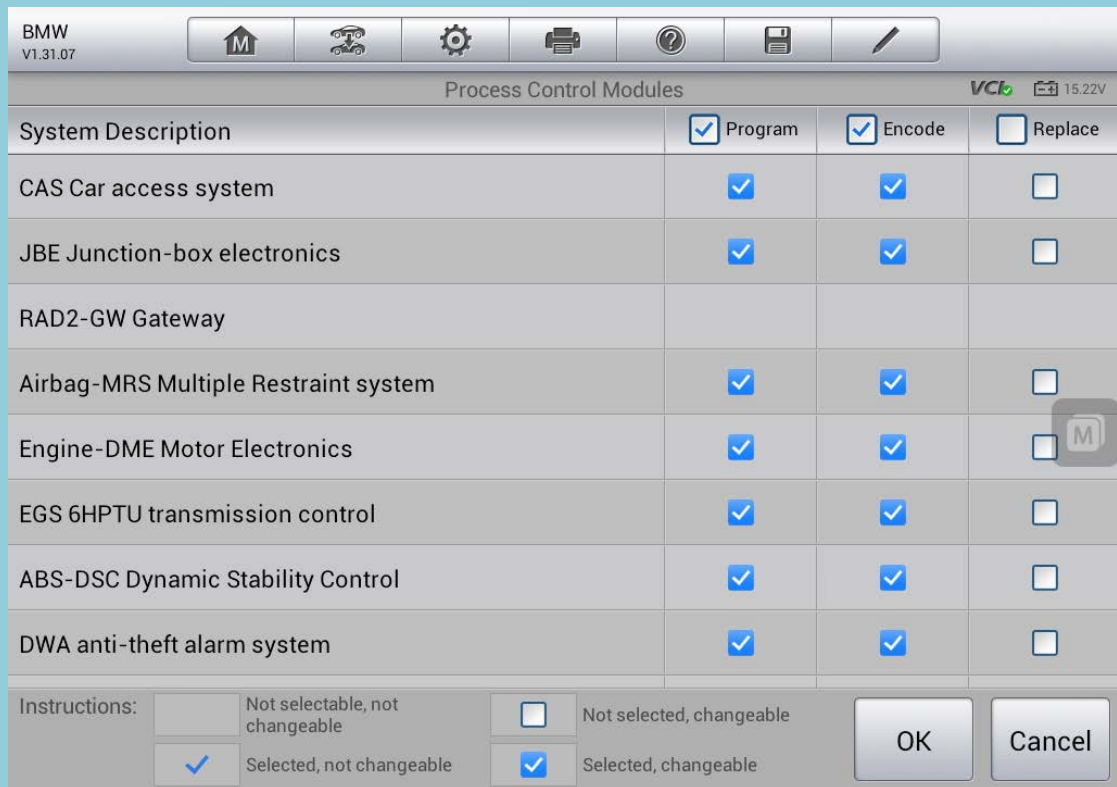 BMW
V1.31.07
M
Process Control Modules
VCI
15.22V
System Description
Program
Encode
Replace
CAS Car access system
JBE Junction-box electronics
RAD2-GW Gateway
Airbag-MRS Multiple Restraint system
Engine-DME Motor Electronics
M
EGS 6HPTU transmission control
ABS-DSC Dynamic Stability Control
DWA anti-theft alarm system
Instructions:
Not selectable, not
changeable
Not selected, changeable
Selected, not changeable
Selected, changeable
OK
Cancel